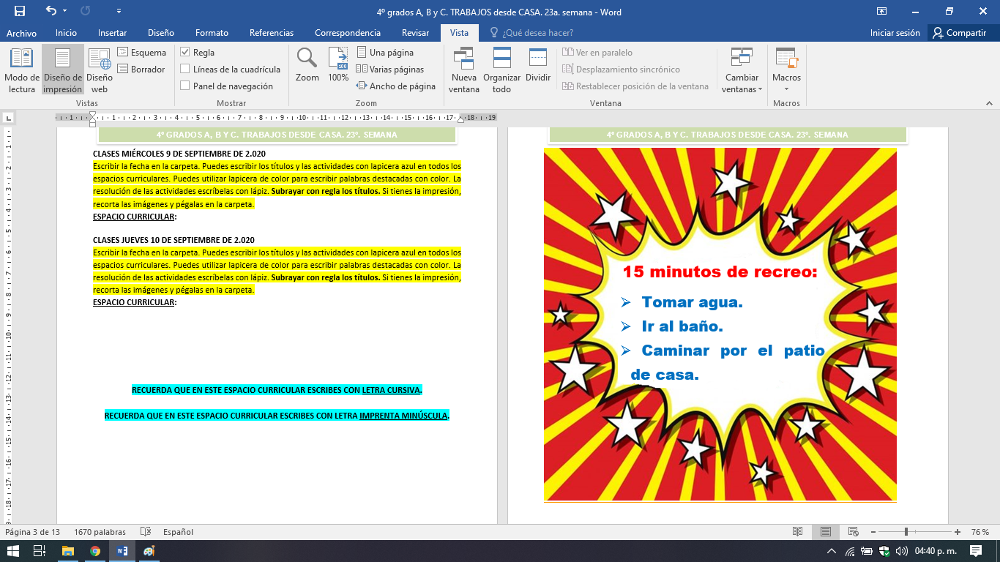 4º grados A, B y C. TRABAJOS desde CASA. 23a. semana - Word
Archivo Inicio Insertar Diseño Formato Referencias Correspondencia Revisar Vista ¿Qué desea hacer? Iniciar sesión Compartir
Modo de lectura
Diseño de impresión
Diseño web
Esquema
Borrador
Vistas
Regla
Líneas de la cuadrícula
Panel de navegación
Mostrar
Zoom
100%
Una página
Varias páginas
Ancho de página
Zoom
Nueva ventana
Organizar todo
Dividir
Ver en paralelo
Desplazamiento sincrónico
Restablecer posición de la ventana
Cambiar ventanas
Ventana
Macros
Macros
4º GRADOS A, B Y C. TRABAJOS DESDE CASA. 23º. SEMANA
CLASES MIÉRCOLES 9 DE SEPTIEMBRE DE 2.020
Escribir la fecha en la carpeta. Puedes escribir los títulos y las actividades con lapicera azul en todos los
espacios curriculares. Puedes utilizar lapicera de color para escribir palabras destacadas con color. La
resolución de las actividades escríbelas con lápiz. Subrayar con regla los títulos. Si tienes la impresión,
recorta las imágenes y pégalas en la carpeta.
ESPACIO CURRICULAR:
CLASES JUEVES 10 DE SEPTIEMBRE DE 2.020
Escribir la fecha en la carpeta. Puedes escribir los títulos y las actividades con lapicera azul en todos los
espacios curriculares. Puedes utilizar lapicera de color para escribir palabras destacadas con color. La
resolución de las actividades escríbelas con lápiz. Subrayar con regla los títulos. Si tienes la impresión,
recorta las imágenes y pégalas en la carpeta.
ESPACIO CURRICULAR:
RECUERDA QUE EN ESTE ESPACIO CURRICULAR ESCRIBES CON LETRA CURSIVA.
RECUERDA QUE EN ESTE ESPACIO CURRICULAR ESCRIBES CON LETRA IMPRENTA MINÚSCULA.
4º GRADOS A, B Y C. TRABAJOS DESDE CASA. 23º. SEMANA
15 minutos de recreo:
➢ Tomar agua.
➢ Ir al baño.
➢ Caminar por el patio
de casa.
Página 3 de 13 1670 palabras Español 76 %
04:40 p. m.